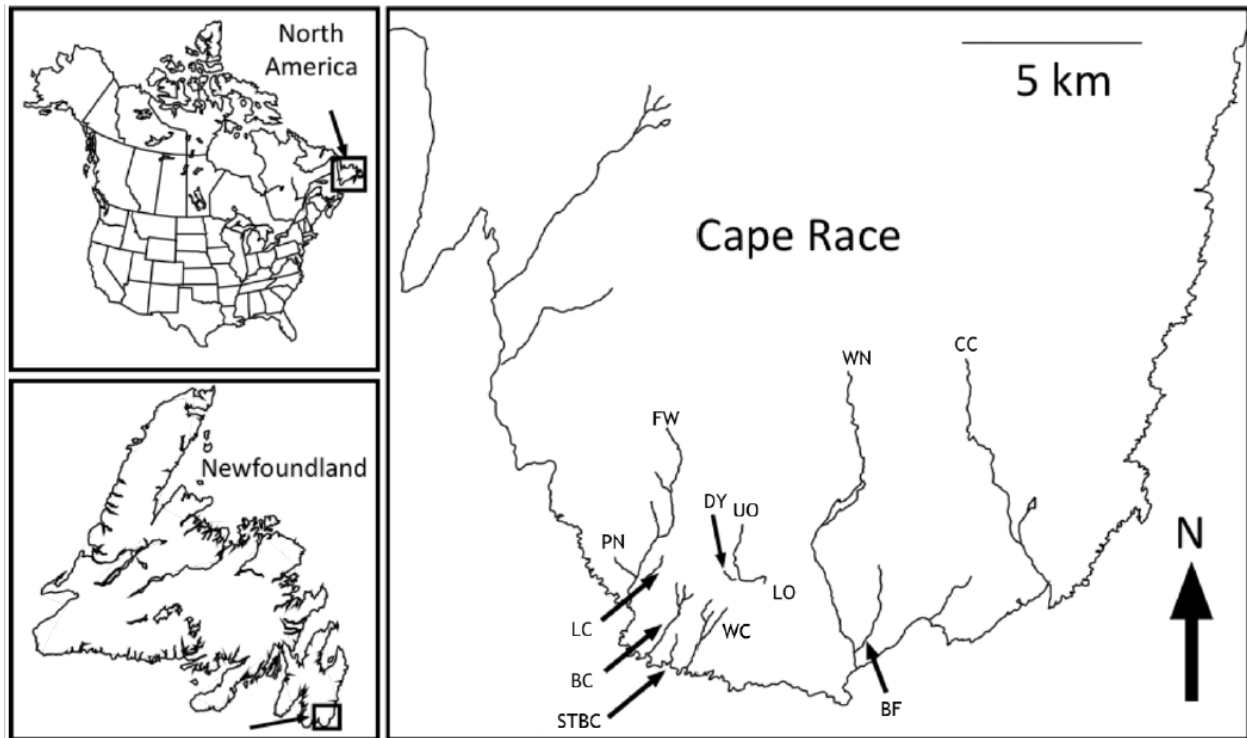 North
America
Newfoundland
5 km
Cape Race
WN
CC
FW
DY
UO
PN
N
LO
LC
WC
BC
STBC
BF